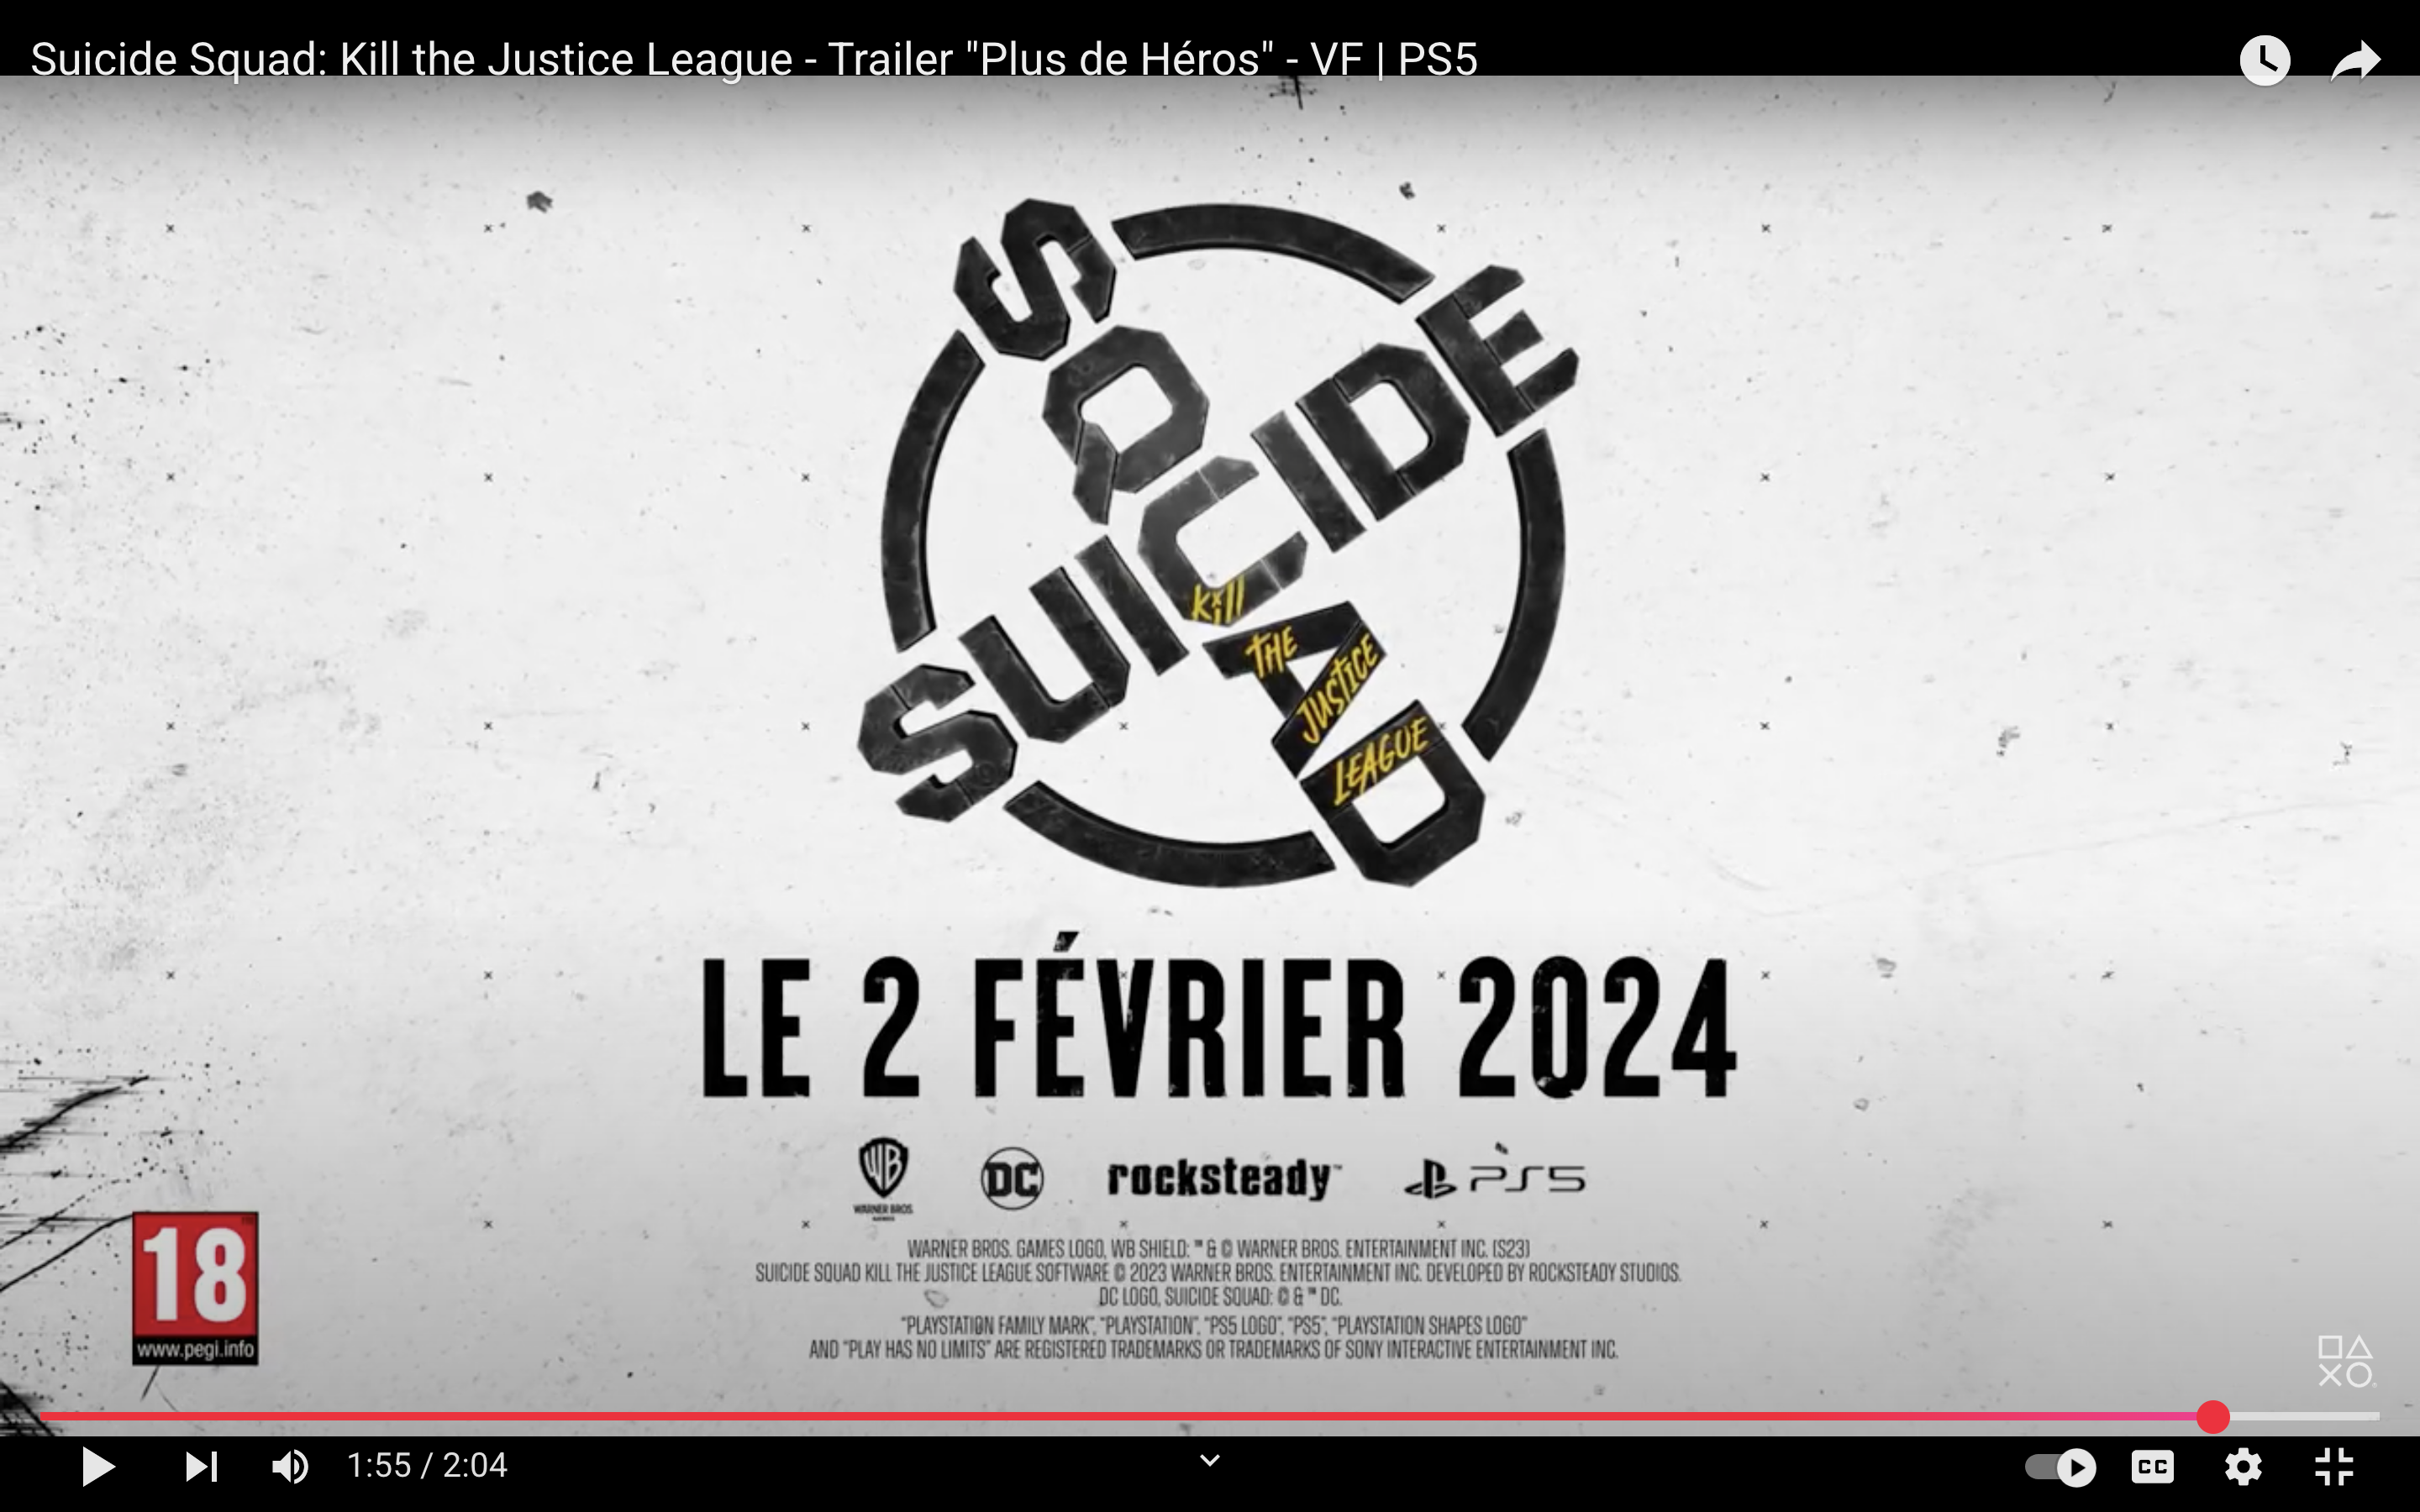 Suicide Squad: Kill the Justice League - Trailer "Plus de Héros" - VF | PS5
SUICIDE
SQUAD
Kill
THE
JUSTICE
LEAGUE
LE 2 FÉVRIER 2024
WB
WARNER BROS.
GAMES
DC
rocksteady™
PS5
18
www.pegi.info
WARNER BROS. GAMES LOGO, WB SHIELD: ™ & © WARNER BROS. ENTERTAINMENT INC. (S23)
SUICIDE SQUAD KILL THE JUSTICE LEAGUE SOFTWARE © 2023 WARNER BROS. ENTERTAINMENT INC. DEVELOPED BY ROCKSTEADY STUDIOS.
DC LOGO, SUICIDE SQUAD: © & ™ DC.
"PLAYSTATION FAMILY MARK", "PLAYSTATION", "PS5 LOGO", "PS5", "PLAYSTATION SHAPES LOGO"
AND "PLAY HAS NO LIMITS" ARE REGISTERED TRADEMARKS OR TRADEMARKS OF SONY INTERACTIVE ENTERTAINMENT INC.
1:55 / 2:04
CC